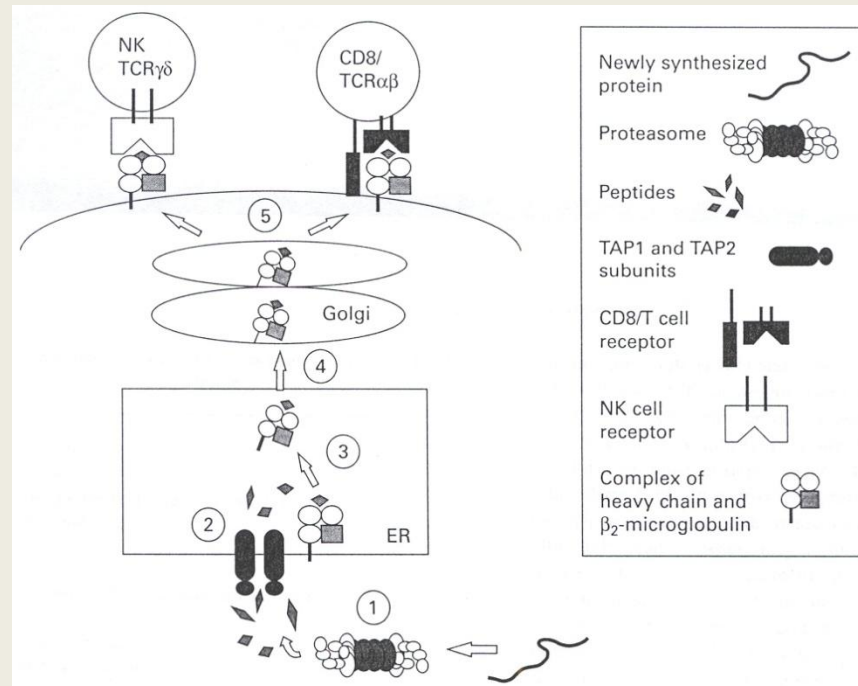 NK
TCRγδ
CD8/
TCRαβ
5
Golgi
4
3
2
ER
1
Newly synthesized
protein
Proteasome
Peptides
TAP1 and TAP2
subunits
CD8/T cell
receptor
NK cell
receptor
Complex of
heavy chain and
β₂-microglobulin